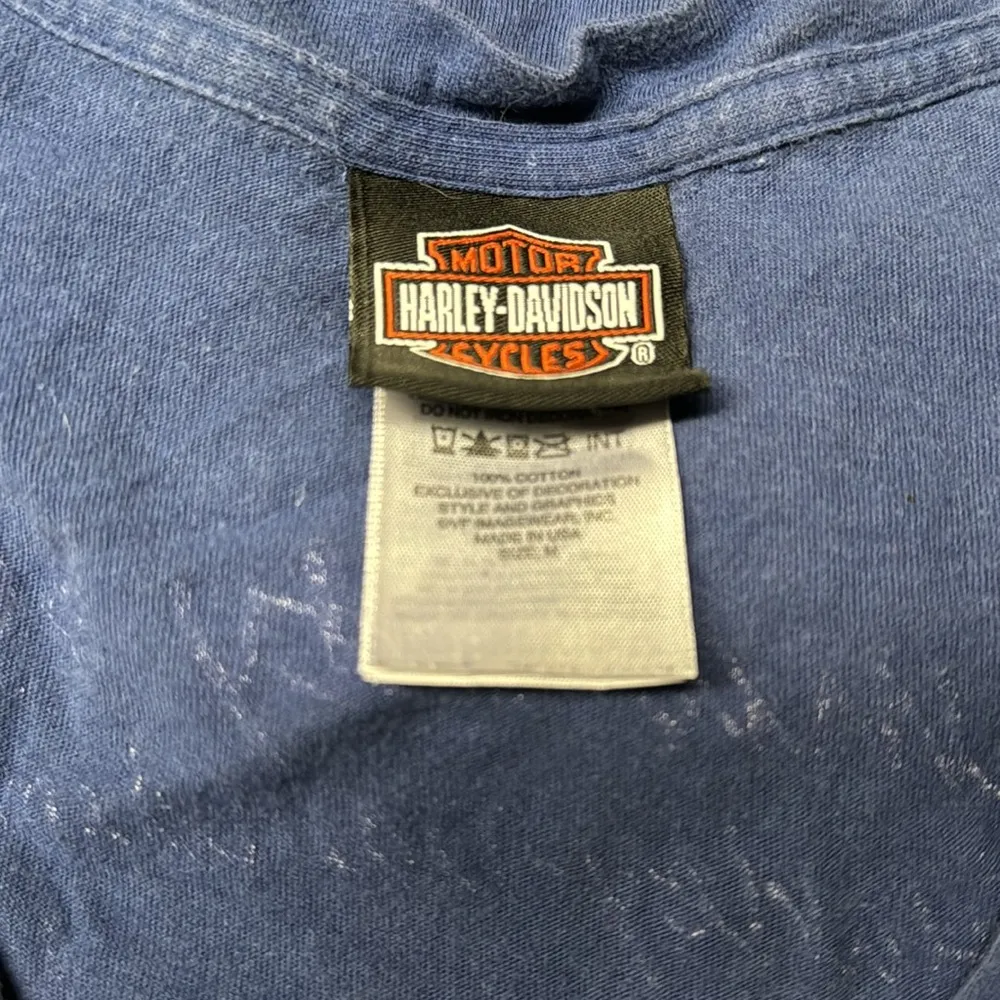 MOTOR
HARLEY-DAVIDSON
CYCLES
®
DO NOT IRON
INT.
100% COTTON
EXCLUSIVE OF DECORATION
STYLE AND GRAPHICS
©VF IMAGEWEAR, INC.
MADE IN USA
SIZE: M